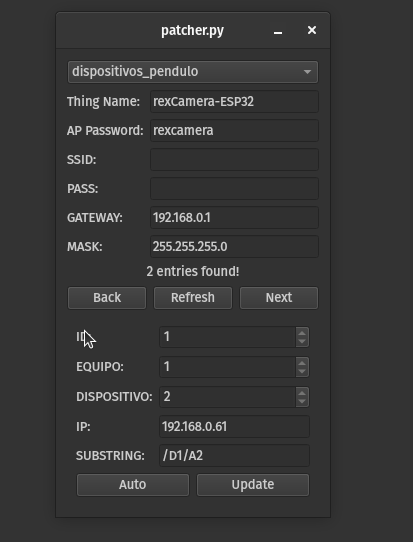 patcher.py
dispositivos_pendulo
Thing Name: rexCamera-ESP32
AP Password: rexcamera
SSID:
PASS:
GATEWAY: 192.168.0.1
MASK: 255.255.255.0
2 entries found!
Back Refresh Next
ID: 1
EQUIPO: 1
DISPOSITIVO: 2
IP: 192.168.0.61
SUBSTRING: /D1/A2
Auto Update